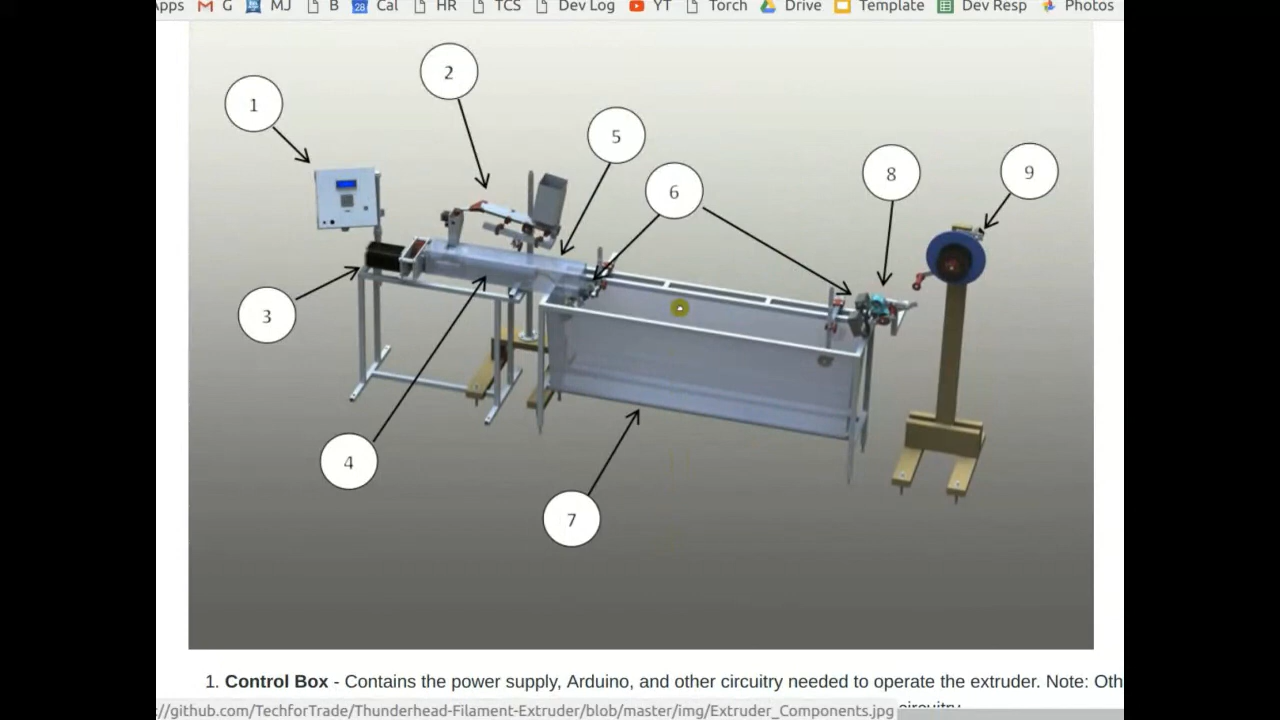 Apps G MJ B 28 Cal HR TCS Dev Log YT Torch Drive Template Dev Resp Photos
1
2
5
6
8
9
3
4
7
1. Control Box - Contains the power supply, Arduino, and other circuitry needed to operate the extruder. Note: Oth
://github.com/TechforTrade/Thunderhead-Filament-Extruder/blob/master/img/Extruder_Components.jpg
circuitry